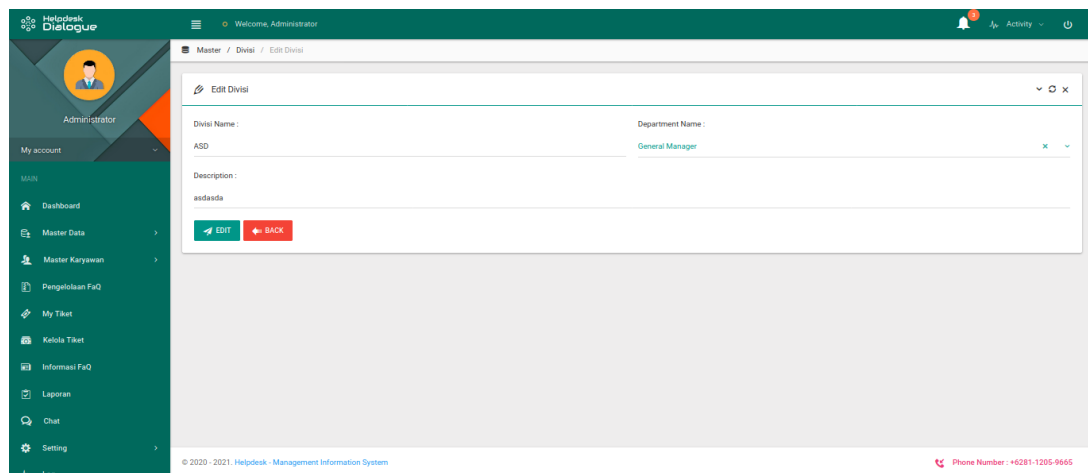 Helpdesk
Dialogue
Welcome, Administrator
3
Activity
Master / Divisi / Edit Divisi
Administrator
My account
Edit Divisi
Divisi Name :
Department Name :
ASD
General Manager
Description :
asdasda
EDIT
BACK
MAIN
Dashboard
Master Data
Master Karyawan
Pengelolaan FaQ
My Tiket
Kelola Tiket
Informasi FaQ
Laporan
Chat
Setting
© 2020 - 2021. Helpdesk - Management Information System
Phone Number : +6281-1205-9665